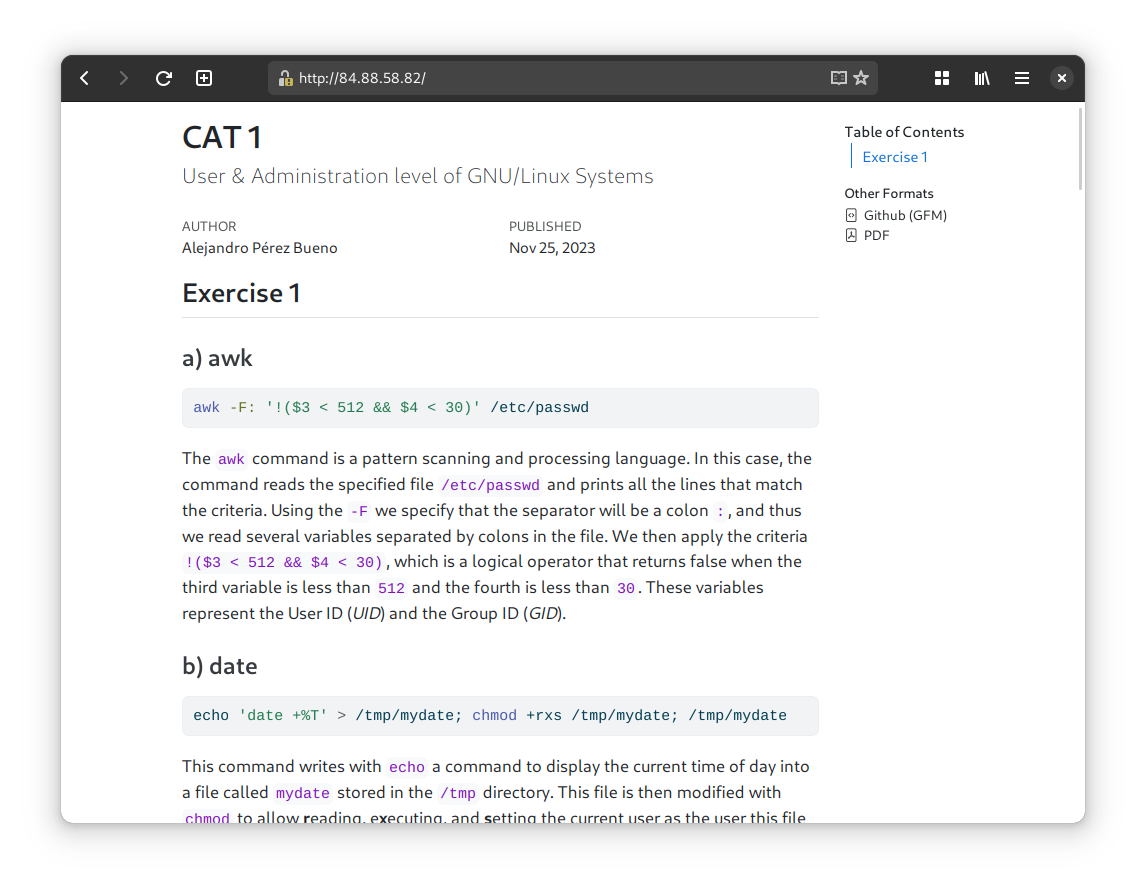 http://84.88.58.82/
CAT 1
User & Administration level of GNU/Linux Systems
AUTHOR
Alejandro Pérez Bueno
PUBLISHED
Nov 25, 2023
Table of Contents
Exercise 1
Other Formats
Github (GFM)
PDF
Exercise 1
a) awk
awk -F: '!($3 < 512 && $4 < 30)' /etc/passwd
The awk command is a pattern scanning and processing language. In this case, the
command reads the specified file /etc/passwd and prints all the lines that match
the criteria. Using the -F we specify that the separator will be a colon :, and thus
we read several variables separated by colons in the file. We then apply the criteria
!($3 < 512 && $4 < 30), which is a logical operator that returns false when the
third variable is less than 512 and the fourth is less than 30. These variables
represent the User ID (UID) and the Group ID (GID).
b) date
echo 'date +%T' > /tmp/mydate; chmod +rxs /tmp/mydate; /tmp/mydate
This command writes with echo a command to display the current time of day into
a file called mydate stored in the /tmp directory. This file is then modified with
chmod to allow reading, executing, and setting the current user as the user this file